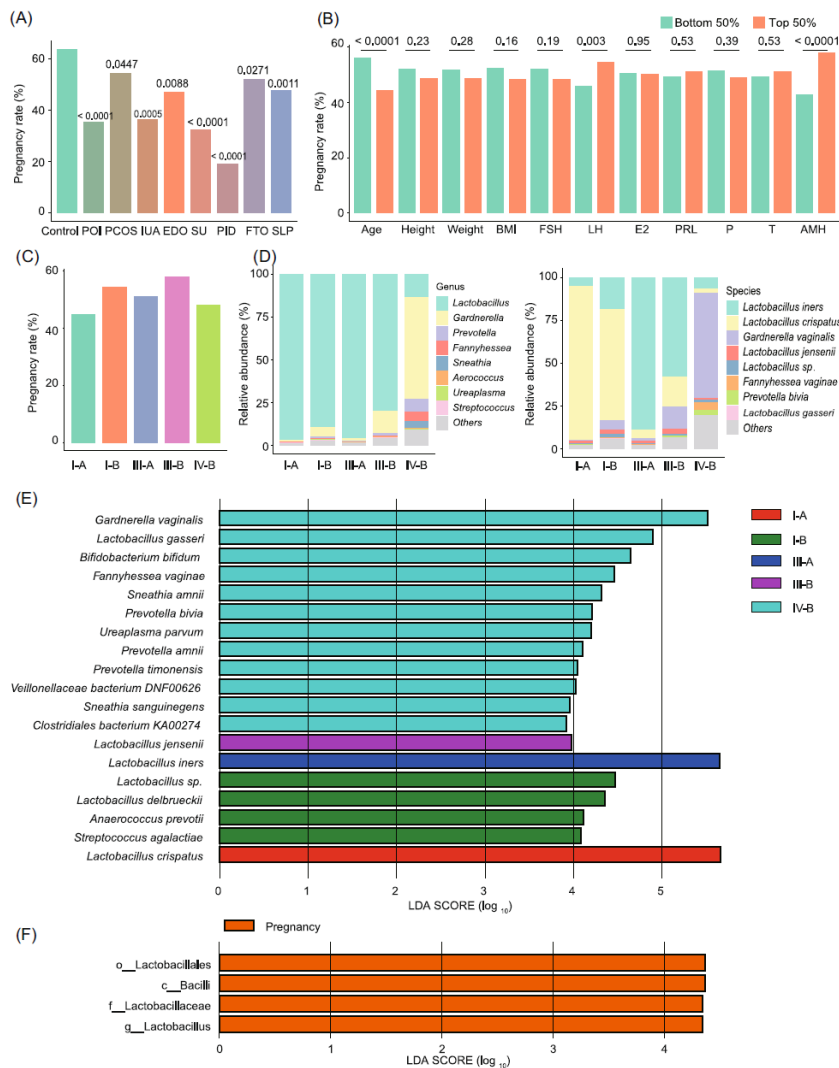 (A)
Pregnancy rate (%)
60
40
20
0
0.0447
0.0088
0.0271
0.0011
< 0.0001
0.0005
< 0.0001
< 0.0001
Control POI PCOS IUA EDO SU PID FTO SLP
(B)
Bottom 50% Top 50%
< 0.0001 0.23 0.28 0.16 0.19 0.003 0.95 0.53 0.39 0.53 < 0.0001
Pregnancy rate (%)
60
40
20
0
Age Height Weight BMI FSH LH E2 PRL P T AMH
(C)
Pregnancy rate (%)
60
40
20
0
I-A I-B III-A III-B IV-B
(D)
Relative abundance (%)
100
75
50
25
0
I-A I-B III-A III-B IV-B
Genus
Lactobacillus
Gardnerella
Prevotella
Fannyhessea
Sneathia
Aerococcus
Ureaplasma
Streptococcus
Others
Relative abundance (%)
100
75
50
25
0
I-A I-B III-A III-B IV-B
Species
Lactobacillus iners
Lactobacillus crispatus
Gardnerella vaginalis
Lactobacillus jensenii
Lactobacillus sp.
Fannyhessea vaginae
Prevotella bivia
Lactobacillus gasseri
Others
(E)
Gardnerella vaginalis
Lactobacillus gasseri
Bifidobacterium bifidum
Fannyhessea vaginae
Sneathia amnii
Prevotella bivia
Ureaplasma parvum
Prevotella amnii
Prevotella timonensis
Veillonellaceae bacterium DNF00626
Sneathia sanguinegens
Clostridiales bacterium KA00274
Lactobacillus jensenii
Lactobacillus iners
Lactobacillus sp.
Lactobacillus delbrueckii
Anaerococcus prevotii
Streptococcus agalactiae
Lactobacillus crispatus
0 1 2 3 4 5
LDA SCORE (log 10)
I-A
I-B
III-A
III-B
IV-B
(F)
Pregnancy
o__Lactobacillales
c__Bacilli
f__Lactobacillaceae
g__Lactobacillus
0 1 2 3 4
LDA SCORE (log 10)